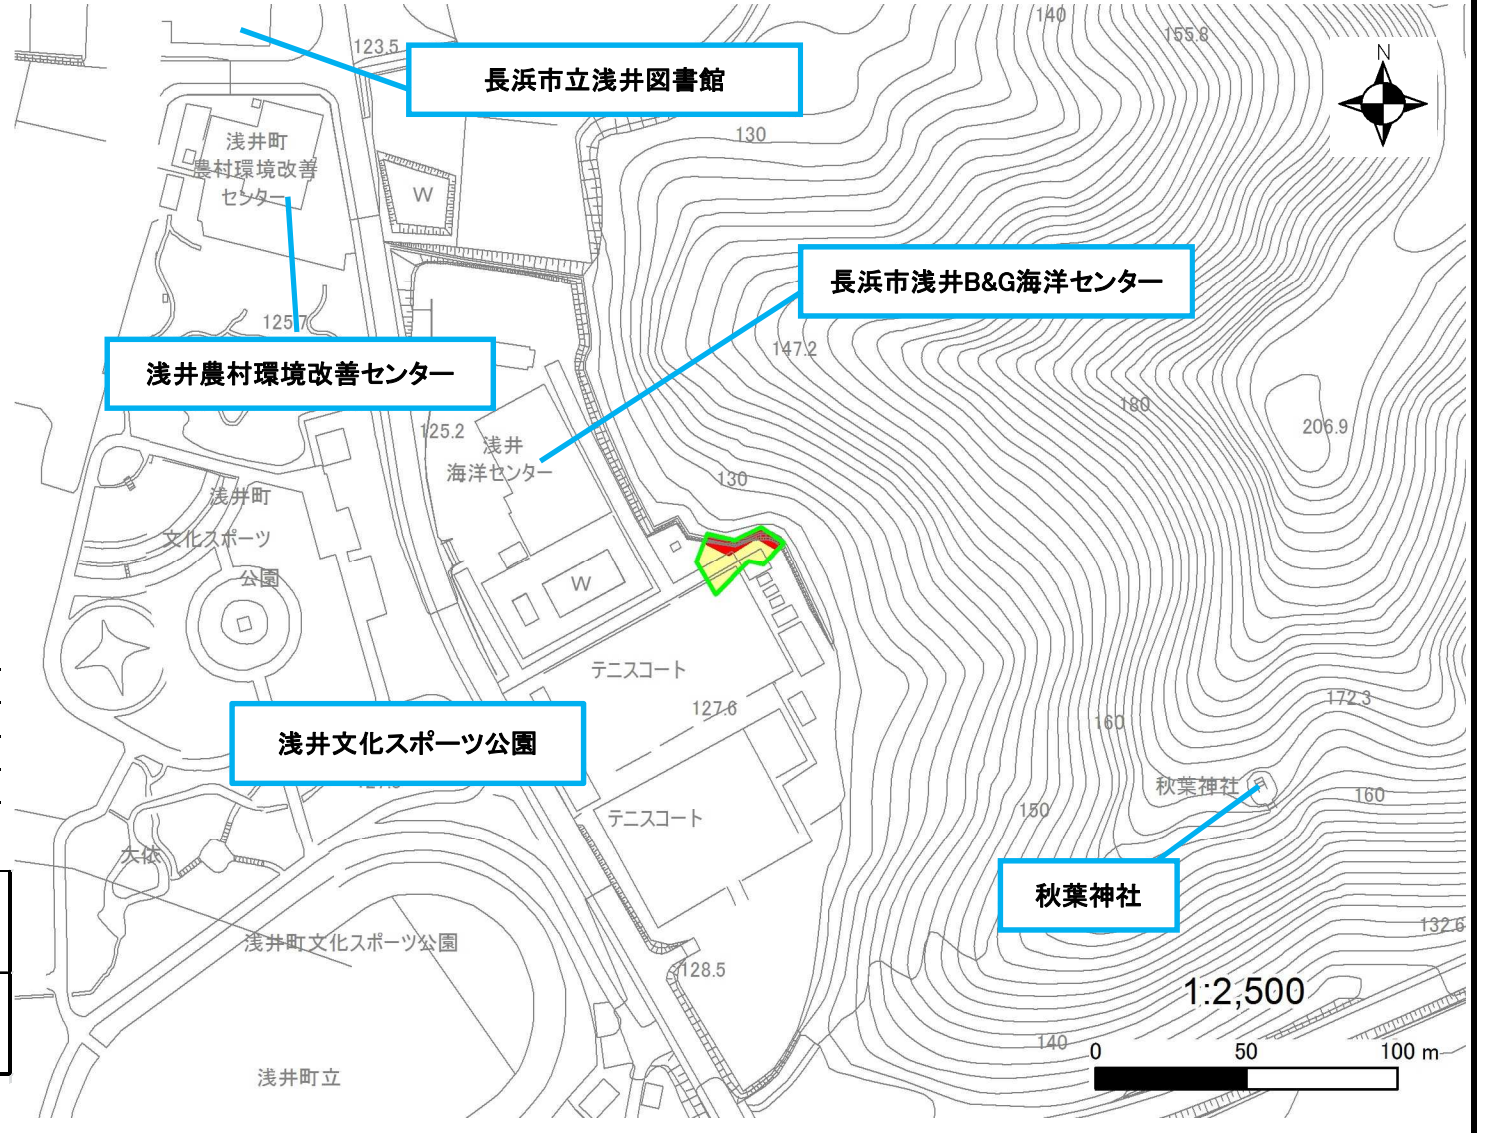 140
155.8
123.5
N
長浜市立浅井図書館
130
浅井町
農村環境改善
センター
W
長浜市浅井B&G海洋センター
125.7
147.2
浅井農村環境改善センター
180
125.2
206.9
浅井
海洋センター
130
浅井町
文化スポーツ
公園
W
テニスコート
172.3
127.6
160
浅井文化スポーツ公園
秋葉神社
160
150
テニスコート
大依
秋葉神社
132.6
浅井町文化スポーツ公園
128.5
1:2,500
140
0 50 100 m
浅井町立